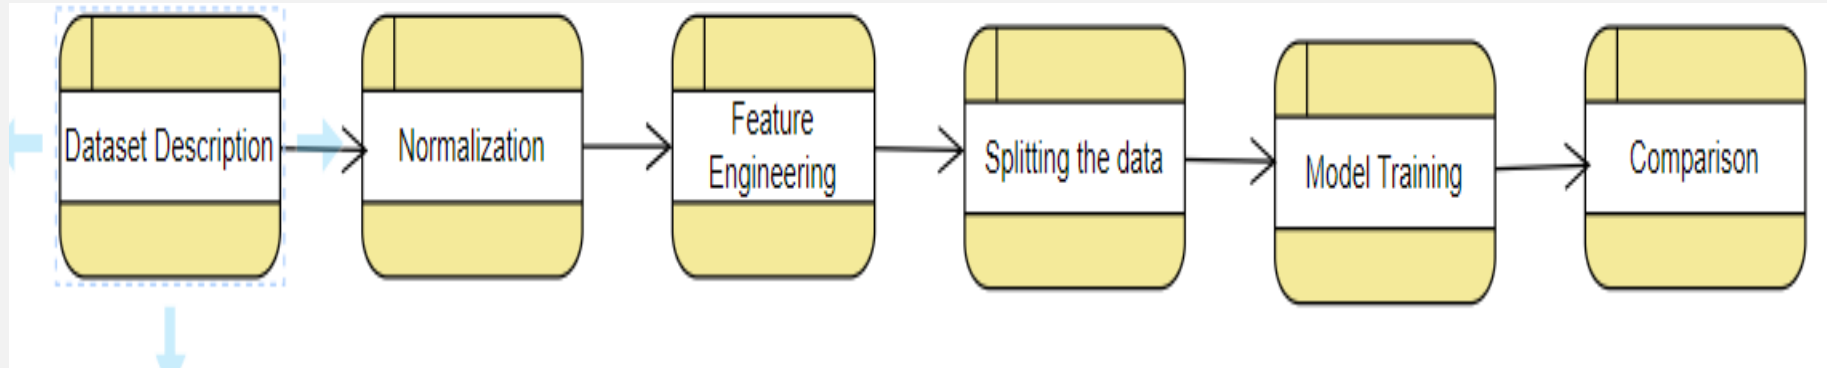 Dataset Description
Normalization
Feature
Engineering
Splitting the data
Model Training
Comparison